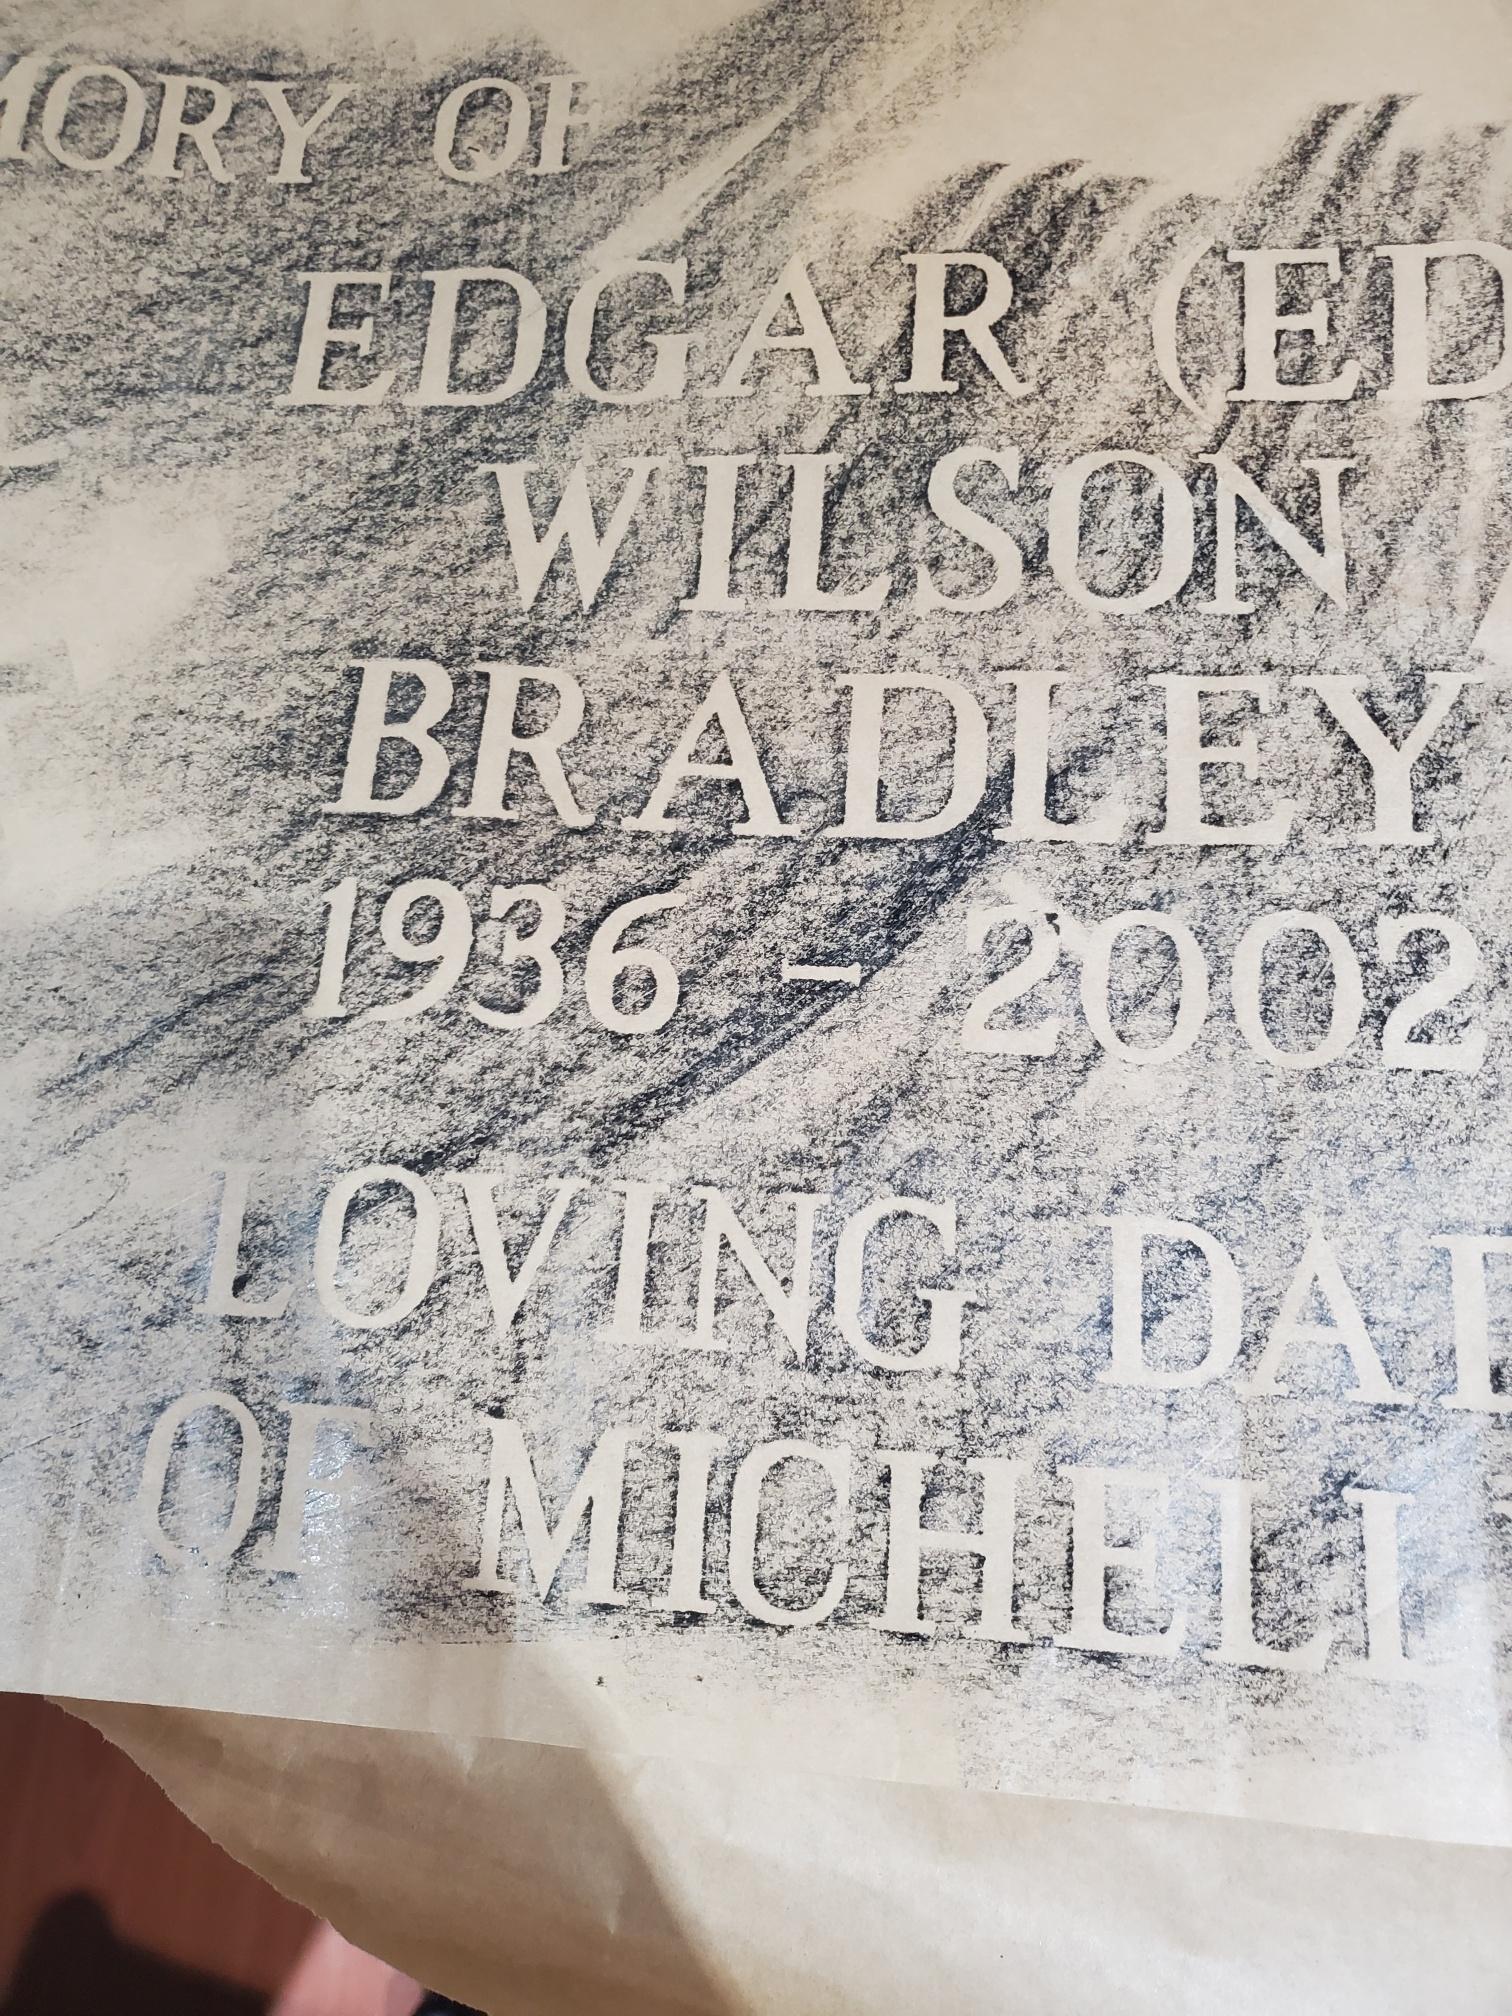 MORY OF
EDGAR (ED
WILSON
BRADLEY
1936 - 2002
LOVING DAD
OF MICHELL